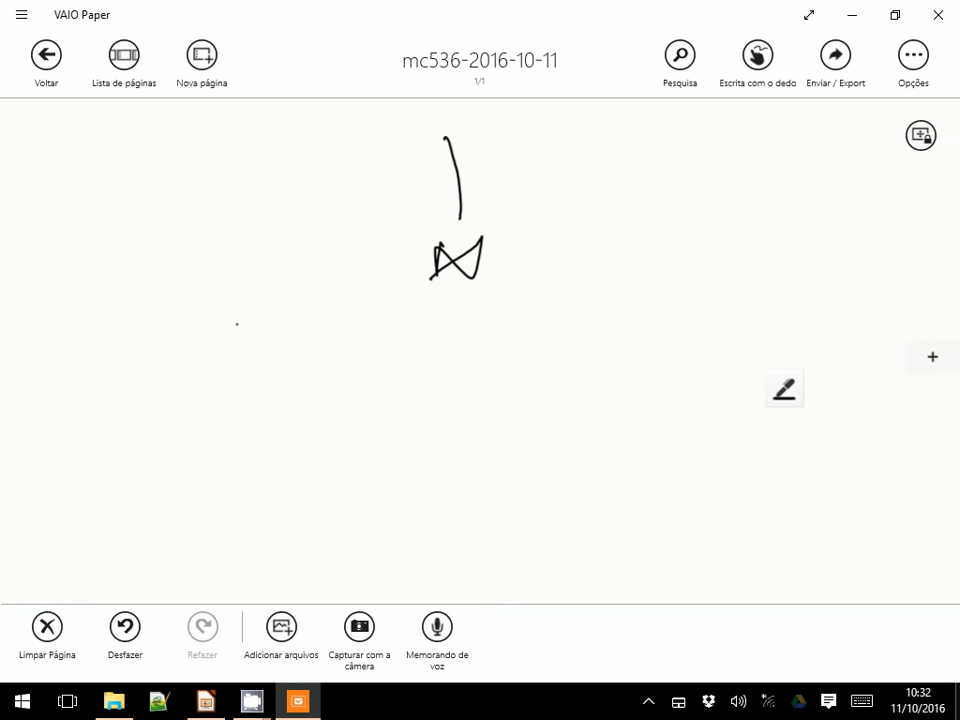 VAIO Paper
Voltar
Lista de páginas
Nova página
mc536-2016-10-11
1/1
Pesquisa
Escrita com o dedo
Enviar / Export
Opções
Limpar Página
Desfazer
Refazer
Adicionar arquivos
Capturar com a
câmera
Memorando de
voz
10:32
11/10/2016